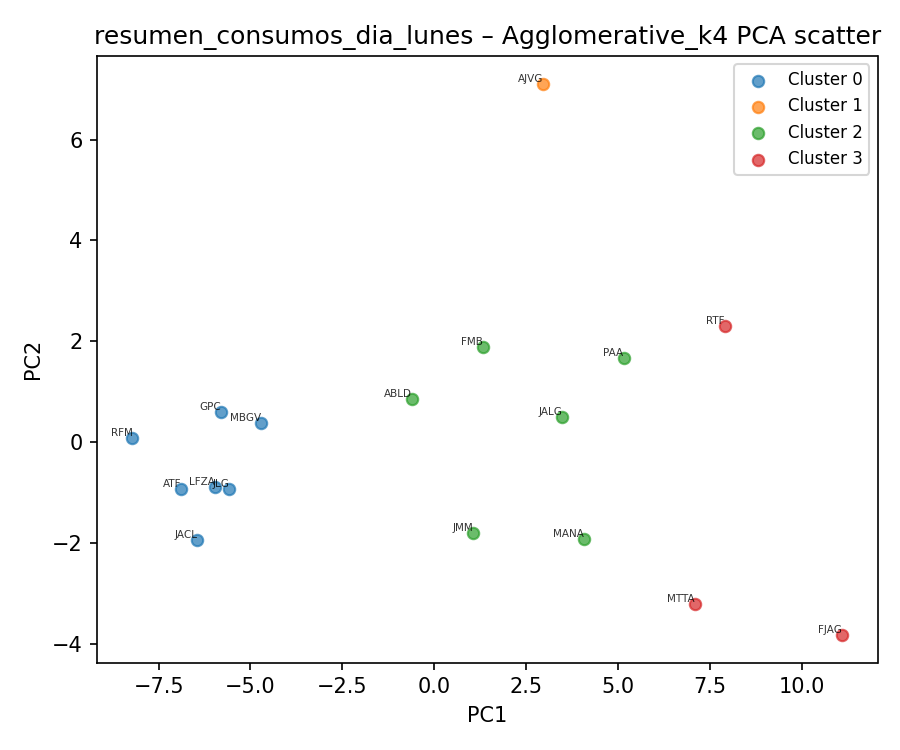 resumen_consumos_dia_lunes – Agglomerative_k4 PCA scatter
AJVG
Cluster 0
Cluster 1
Cluster 2
Cluster 3
6
4
2
0
−2
−4
PC2
RTF
FMB
PAA
ABLD
JALG
GPC
MBGV
RFM
ATF
LFZA
JLG
JACL
JMM
MANA
MTTA
FJAG
−7.5
−5.0
−2.5
0.0
2.5
5.0
7.5
10.0
PC1